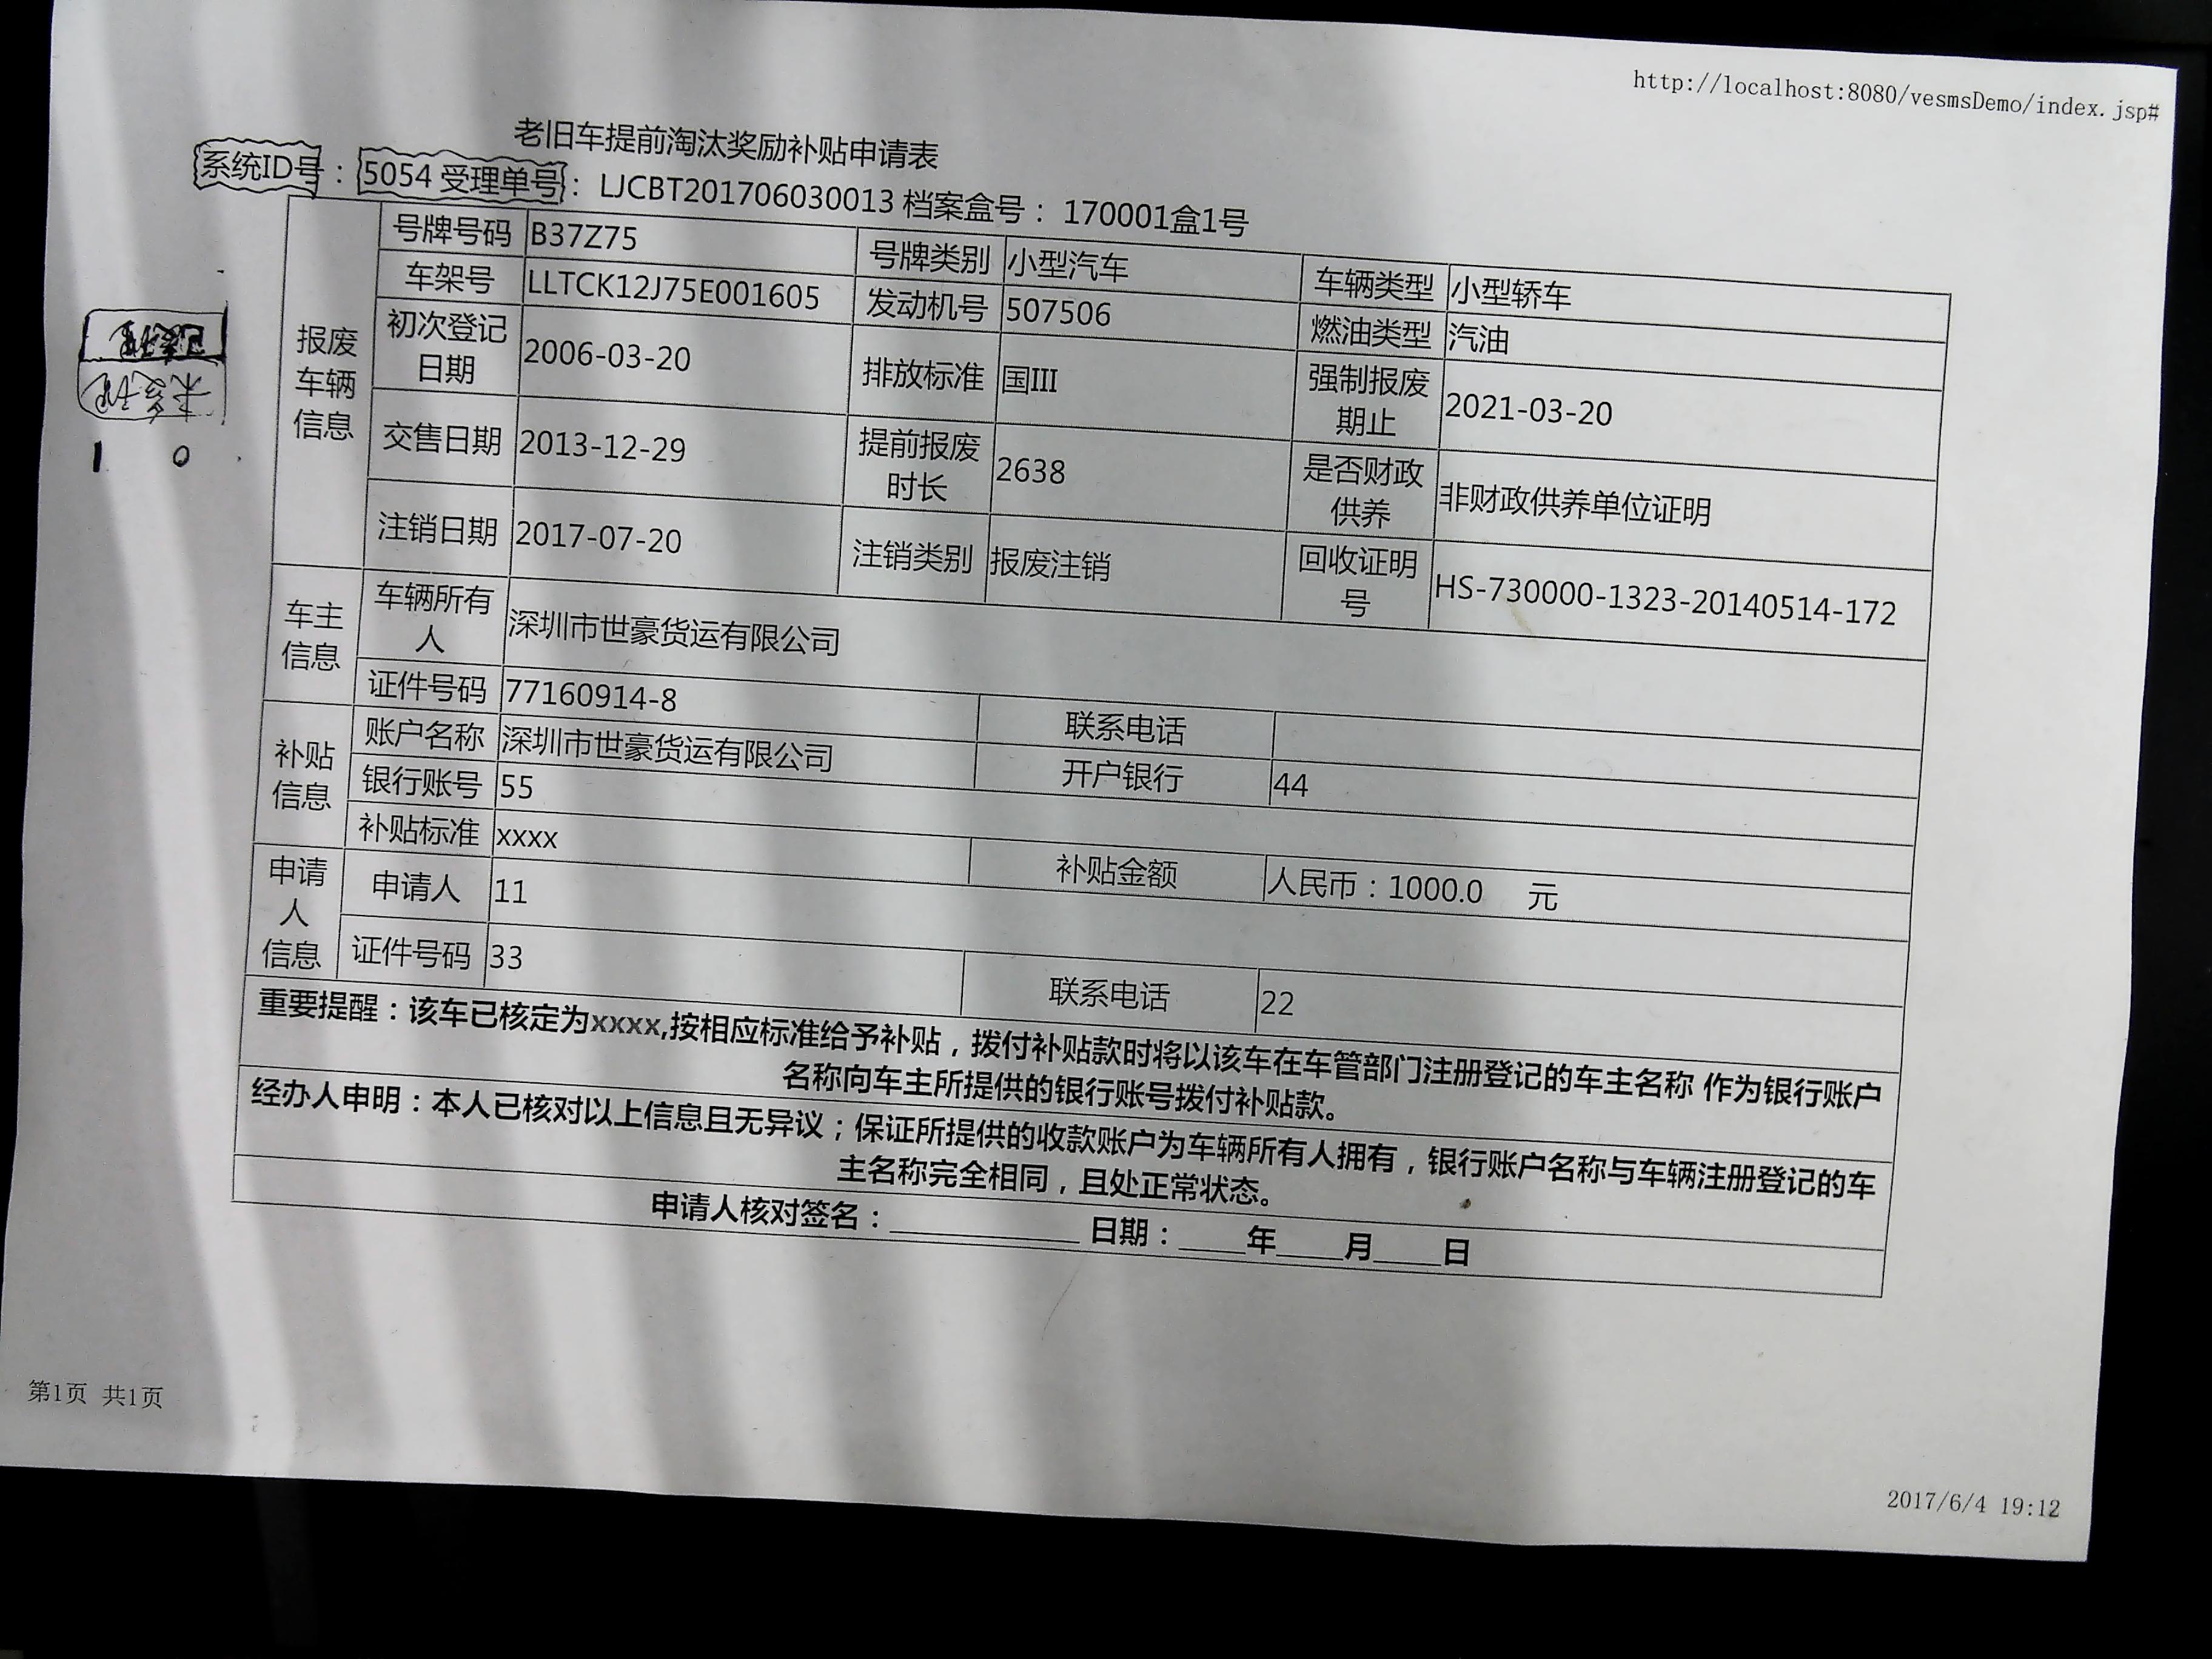 http://localhost:8080/vesmsDemo/index.jsp#
老旧车提前淘汰奖励补贴申请表
系统ID号：5054 受理单号：LJCBT201706030013 档案盒号：170001盒1号
报废车辆信息
号牌号码 B37Z75 号牌类别 小型汽车 车辆类型 小型轿车
车架号 LLTCK12J75E001605 发动机号 507506 燃油类型 汽油
初次登记日期 2006-03-20 排放标准 国III 强制报废期止 2021-03-20
交售日期 2013-12-29 提前报废时长 2638 是否财政供养 非财政供养单位证明
注销日期 2017-07-20 注销类别 报废注销 回收证明号 HS-730000-1323-20140514-172
车主信息
车辆所有人 深圳市世豪货运有限公司
证件号码 77160914-8 联系电话
补贴信息
账户名称 深圳市世豪货运有限公司 开户银行 44
银行账号 55
补贴标准 xxxx 补贴金额 人民币：1000.0 元
申请人信息
申请人 11
证件号码 33 联系电话 22
重要提醒：该车已核定为xxxx,按相应标准给予补贴，拨付补贴款时将以该车在车管部门注册登记的车主名称 作为银行账户
名称向车主所提供的银行账号拨付补贴款。
经办人申明：本人已核对以上信息且无异议；保证所提供的收款账户为车辆所有人拥有，银行账户名称与车辆注册登记的车
主名称完全相同，且处正常状态。
申请人核对签名：____________ 日期：____年____月____日
1 0
第1页 共1页
2017/6/4 19:12